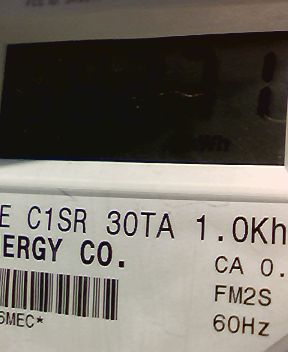 E C1SR 30TA 1.0Kh
ERGY CO.
CA 0.
FM2S
6MEC*
60Hz